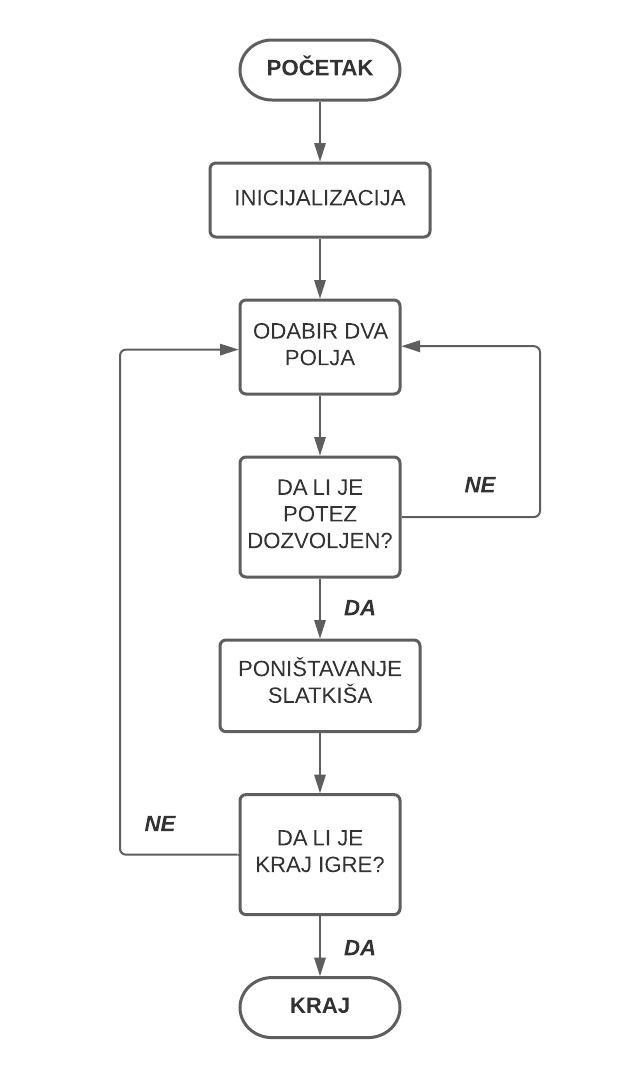 POČETAK
INICIJALIZACIJA
ODABIR DVA
POLJA
DA LI JE
POTEZ
DOZVOLJEN?
NE
DA
PONIŠTAVANJE
SLATKIŠA
DA LI JE
KRAJ IGRE?
NE
DA
KRAJ